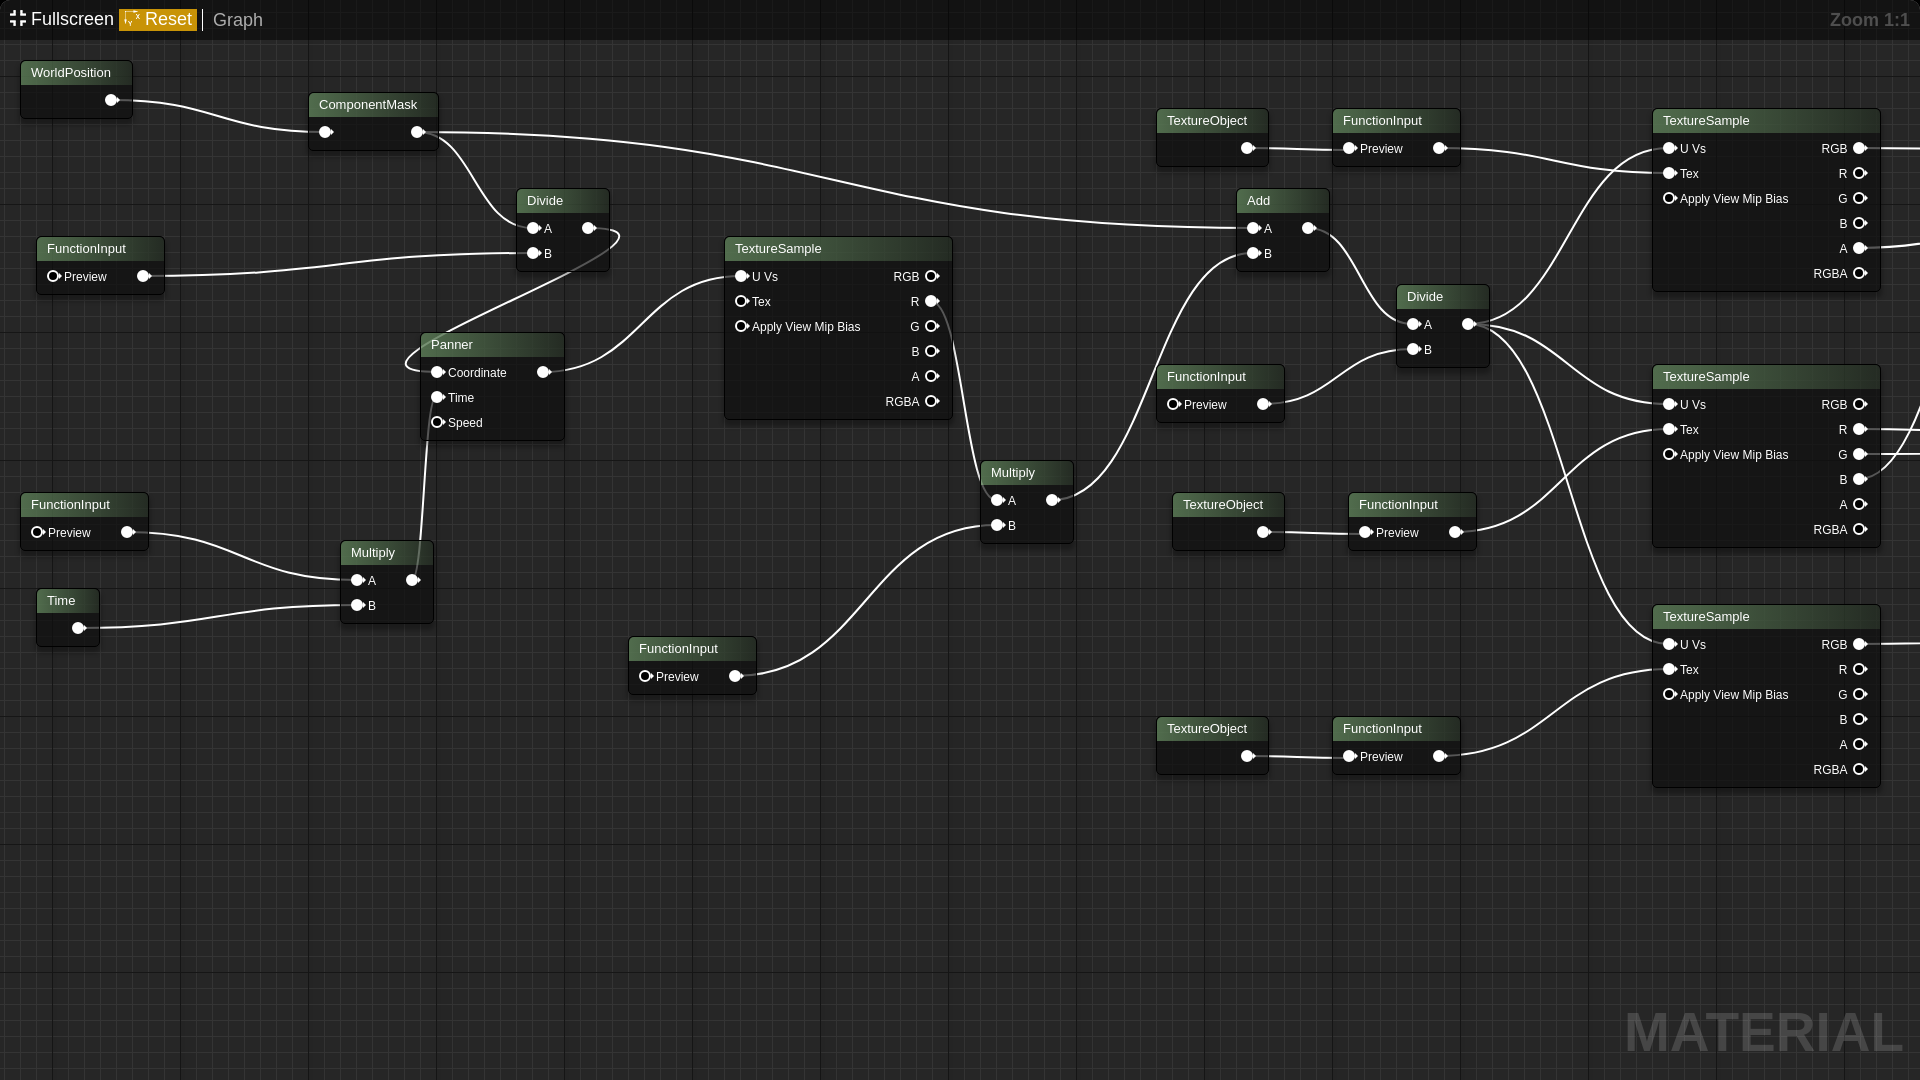 Fullscreen Reset Graph Zoom 1:1
WorldPosition
ComponentMask
Divide
A
B
FunctionInput
Preview
Panner
Coordinate
Time
Speed
FunctionInput
Preview
Multiply
A
B
Time
TextureSample
U Vs RGB
Tex R
Apply View Mip Bias G
B
A
RGBA
FunctionInput
Preview
Multiply
A
B
TextureObject
FunctionInput
Preview
Add
A
B
Divide
A
B
FunctionInput
Preview
TextureObject
FunctionInput
Preview
TextureObject
FunctionInput
Preview
TextureSample
U Vs RGB
Tex R
Apply View Mip Bias G
B
A
RGBA
TextureSample
U Vs RGB
Tex R
Apply View Mip Bias G
B
A
RGBA
TextureSample
U Vs RGB
Tex R
Apply View Mip Bias G
B
A
RGBA
MATERIAL